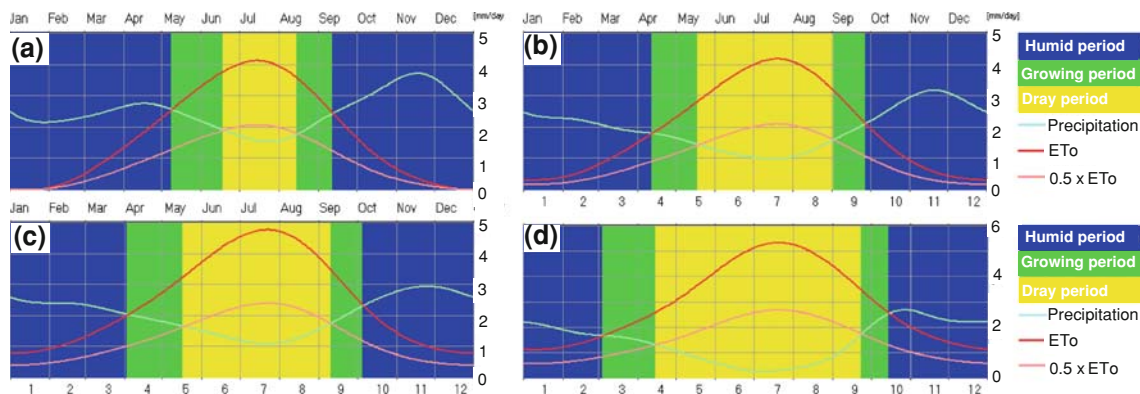 Jan Feb Mar Apr May Jun Jul Aug Sep Oct Nov Dec [mm/day]
(a)
5
4
3
2
1
0
Jan Feb Mar Apr May Jun Jul Aug Sep Oct Nov Dec [mm/day]
(b)
5
4
3
2
1
0
1 2 3 4 5 6 7 8 9 10 11 12
Humid period
Growing period
Dray period
Precipitation
ETo
0.5 x ETo
Jan Feb Mar Apr May Jun Jul Aug Sep Oct Nov Dec
(c)
5
4
3
2
1
0
1 2 3 4 5 6 7 8 9 10 11 12
(d)
6
4
2
0
1 2 3 4 5 6 7 8 9 10 11 12
Humid period
Growing period
Dray period
Precipitation
ETo
0.5 x ETo